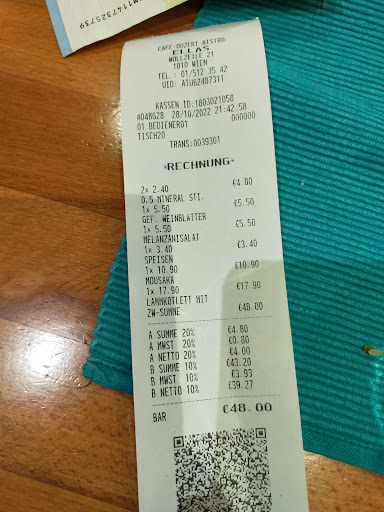 M1147325739
CAFE-OUZERI-BISTRO
ELLAS
WOLLZEILE 21
1010 WIEN
TEL.: 01/512 35 42
UID: ATU62487311
KASSEN ID:1803021058
#048628 28/10/2022 21:42:58
01 BEDIENER01 000000
TISCH20
TRANS:0039301
*RECHNUNG*
2x 2.40 €4.80
0.5 MINERAL STI.
1x 5.50 €5.50
GEF. WEINBLATTER
1x 5.50 €5.50
MELANZANISALAT
1x 3.40 €3.40
SPEISEN
1x 10.90 €10.90
MOUSAKA
1x 17.90 €17.90
LAMMKOTLETT MIT
ZW-SUMME €48.00
A SUMME 20% €4.80
A MWST 20% €0.80
A NETTO 20% €4.00
B SUMME 10% €43.20
B MWST 10% €3.93
B NETTO 10% €39.27
BAR €48.00